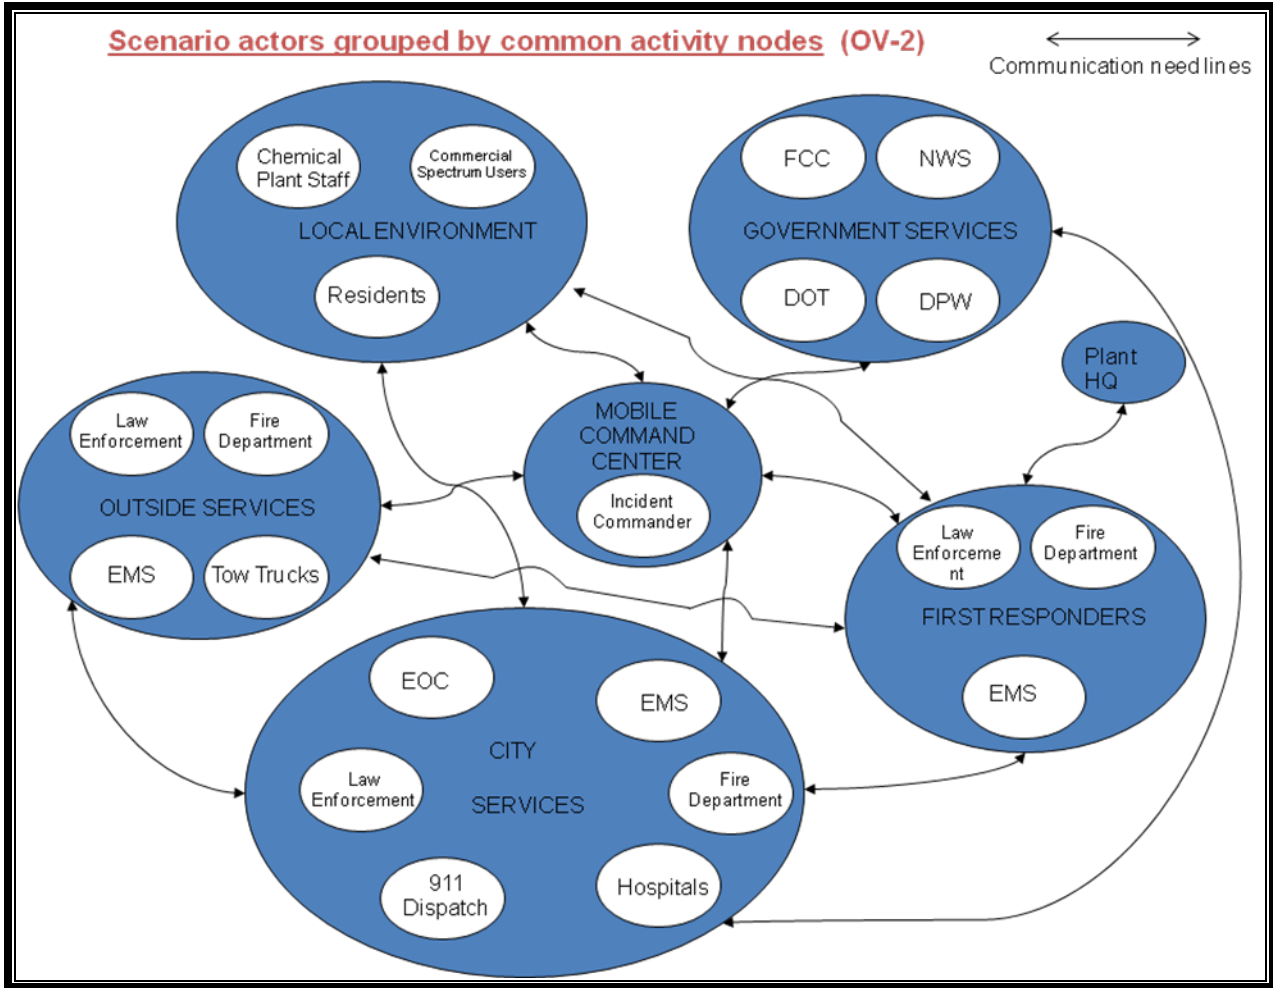 Scenario actors grouped by common activity nodes (OV-2)
Communication need lines
Chemical
Plant Staff
Commercial
Spectrum Users
LOCAL ENVIRONMENT
Residents
FCC
NWS
GOVERNMENT SERVICES
DOT
DPW
Plant
HQ
Law
Enforcement
Fire
Department
OUTSIDE SERVICES
EMS
Tow Trucks
MOBILE
COMMAND
CENTER
Incident
Commander
Law
Enforceme
nt
Fire
Department
FIRST RESPONDERS
EMS
EOC
EMS
CITY
SERVICES
Law
Enforcement
Fire
Department
911
Dispatch
Hospitals